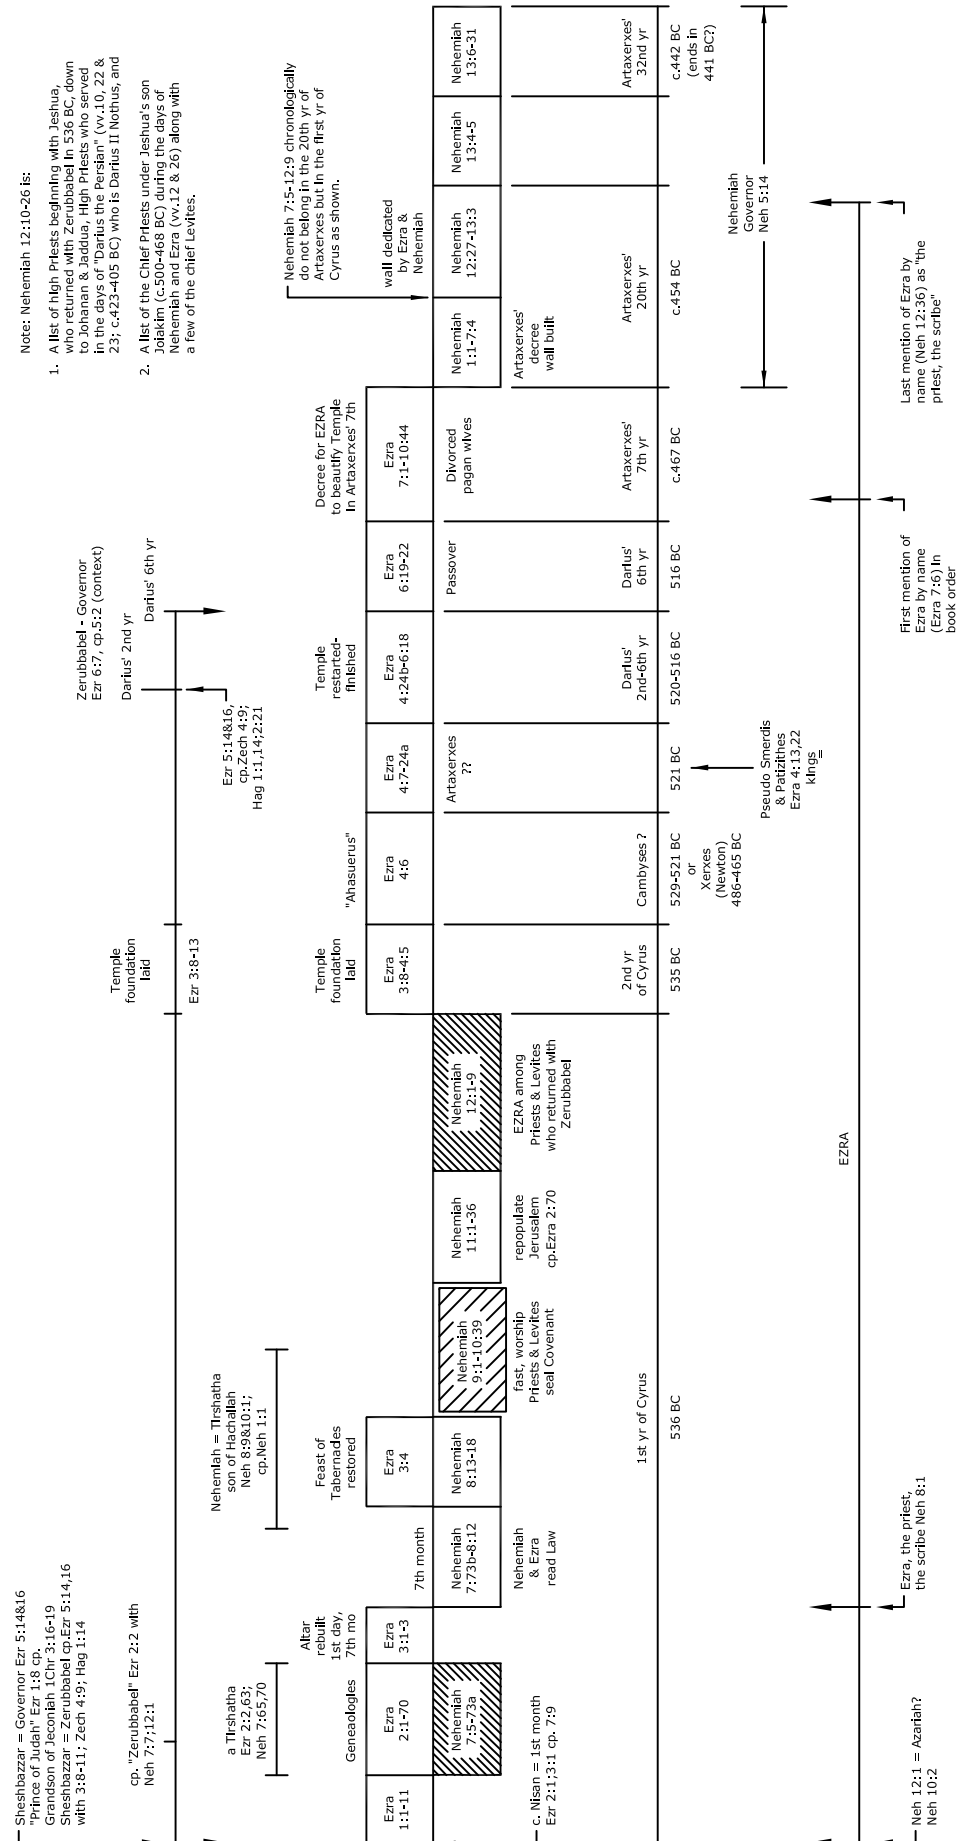 Note: Nehemiah 12:10-26 is:
1. A list of high Priests beginning with Jeshua,
who returned with Zerubbabel in 536 BC, down
to Johanan & Jaddua, High Priests who served
in the days of "Darius the Persian" (vv.10, 22 &
23; c.423-405 BC) who is Darius II Nothus, and
2. A list of the Chief Priests under Jeshua's son
Joiakim (c.500-468 BC) during the days of
Nehemiah and Ezra (vv.12 & 26) along with
a few of the chief Levites.
Sheshbazzar = Governor Ezr 5:14&16
"Prince of Judah" Ezr 1:8 cp.
Grandson of Jeconiah 1Chr 3:16-19
Sheshbazzar = Zerubbabel cp.Ezr 5:14,16
with 3:8-11; Zech 4:9; Hag 1:14
cp. "Zerubbabel" Ezr 2:2 with
Neh 7:7;12:1
Temple
foundation
laid
Ezr 3:8-13
Zerubbabel - Governor
Ezr 6:7, cp.5:2 (context)
Darius' 2nd yr
Darius' 6th yr
Ezr 5:14&16,
cp.Zech 4:9;
Hag 1:1,14;2:21
a Tirshatha
Ezr 2:2,63;
Neh 7:65,70
Nehemiah = Tirshatha
son of Hachaliah
Neh 8:9&10:1;
cp.Neh 1:1
Nehemiah 7:5-12:9 chronologically
do not belong in the 20th yr of
Artaxerxes but in the first yr of
Cyrus as shown.
Geneaologies
Altar
rebuilt
1st day,
7th mo
7th month
Feast of
Tabernacles
restored
Temple
foundation
laid
"Ahasuerus"
Temple
restarted-
finished
Decree for EZRA
to beautify Temple
in Artaxerxes' 7th
wall dedicated
by Ezra &
Nehemiah
Ezra
1:1-11
Ezra
2:1-70
Ezra
3:1-3
Ezra
3:4
Ezra
3:8-4:5
Ezra
4:6
Ezra
4:7-24a
Ezra
4:24b-6:18
Ezra
6:19-22
Ezra
7:1-10:44
Nehemiah
7:5-73a
Nehemiah
7:73b-8:12
Nehemiah
8:13-18
Nehemiah
9:1-10:39
Nehemiah
11:1-36
Nehemiah
12:1-9
Artaxerxes
??
Passover
Divorced
pagan wives
Nehemiah
1:1-7:4
Nehemiah
12:27-13:3
Nehemiah
13:4-5
Nehemiah
13:6-31
c. Nisan = 1st month
Ezr 2:1;3:1 cp. 7:9
Nehemiah
& Ezra
read Law
fast, worship
Priests & Levites
seal Covenant
repopulate
Jerusalem
cp.Ezra 2:70
EZRA among
Priests & Levites
who returned with
Zerubbabel
Artaxerxes'
decree
wall built
1st yr of Cyrus
2nd yr
of Cyrus
Cambyses ?
Darius'
2nd-6th yr
Darius'
6th yr
Artaxerxes'
7th yr
Artaxerxes'
20th yr
Artaxerxes'
32nd yr
536 BC
535 BC
529-521 BC
or
Xerxes
(Newton)
486-465 BC
521 BC
520-516 BC
516 BC
c.467 BC
c.454 BC
c.442 BC
(ends in
441 BC?)
Pseudo Smerdis
& Patizithes
Ezra 4:13,22
kings
=
Nehemiah
Governor
Neh 5:14
EZRA
Neh 12:1 = Azariah?
Neh 10:2
Ezra, the priest,
the scribe Neh 8:1
First mention of
Ezra by name
(Ezra 7:6) in
book order
Last mention of Ezra by
name (Neh 12:36) as "the
priest, the scribe"